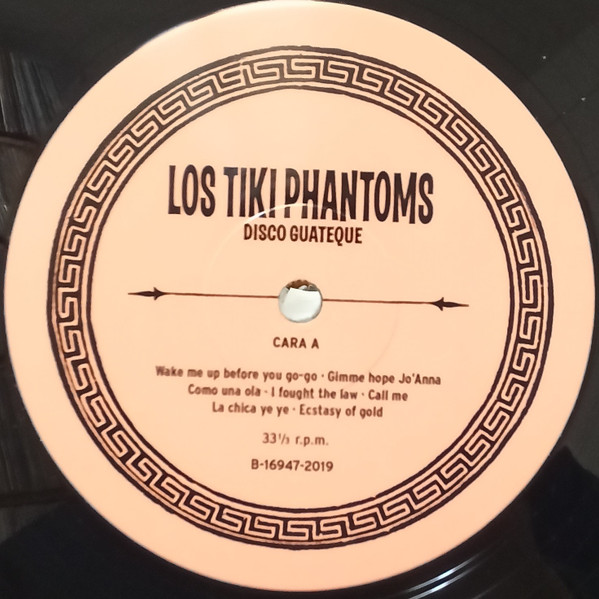 LOS TIKI PHANTOMS
DISCO GUATEQUE
CARA A
Wake me up before you go-go · Gimme hope Jo'Anna
Como una ola · I fought the law · Call me
La chica ye ye · Ecstasy of gold
33⅓ r.p.m.
B-16947-2019